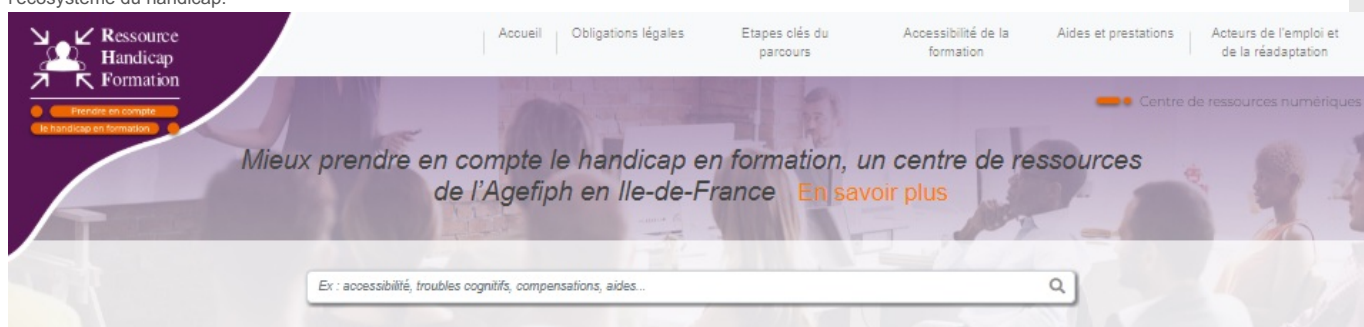 l'écosystème du handicap.
Ressource
Handicap
Formation
Prendre en compte
le handicap en formation
Accueil
Obligations légales
Etapes clés du
parcours
Accessibilité de la
formation
Aides et prestations
Acteurs de l'emploi et
de la réadaptation
Centre de ressources numériques
Mieux prendre en compte le handicap en formation, un centre de ressources
de l'Agefiph en Ile-de-France En savoir plus
Ex : accessibilité, troubles cognitifs, compensations, aides...